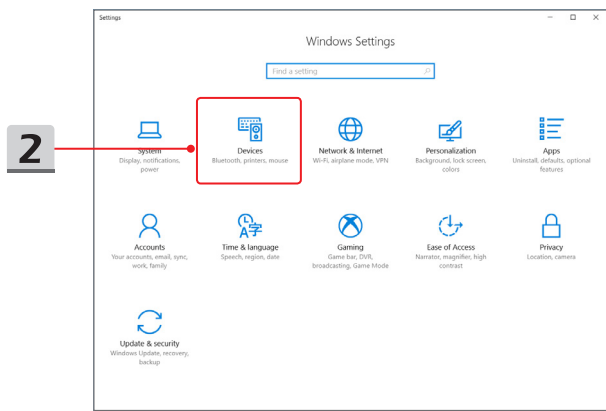 Settings
Windows Settings
Find a setting
2
System
Display, notifications,
power
Devices
Bluetooth, printers, mouse
Network & Internet
Wi-Fi, airplane mode, VPN
Personalization
Background, lock screen,
colors
Apps
Uninstall, defaults, optional
features
Accounts
Your accounts, email, sync,
work, family
Time & language
Speech, region, date
Gaming
Game bar, DVR,
broadcasting, Game Mode
Ease of Access
Narrator, magnifier, high
contrast
Privacy
Location, camera
Update & security
Windows Update, recovery,
backup